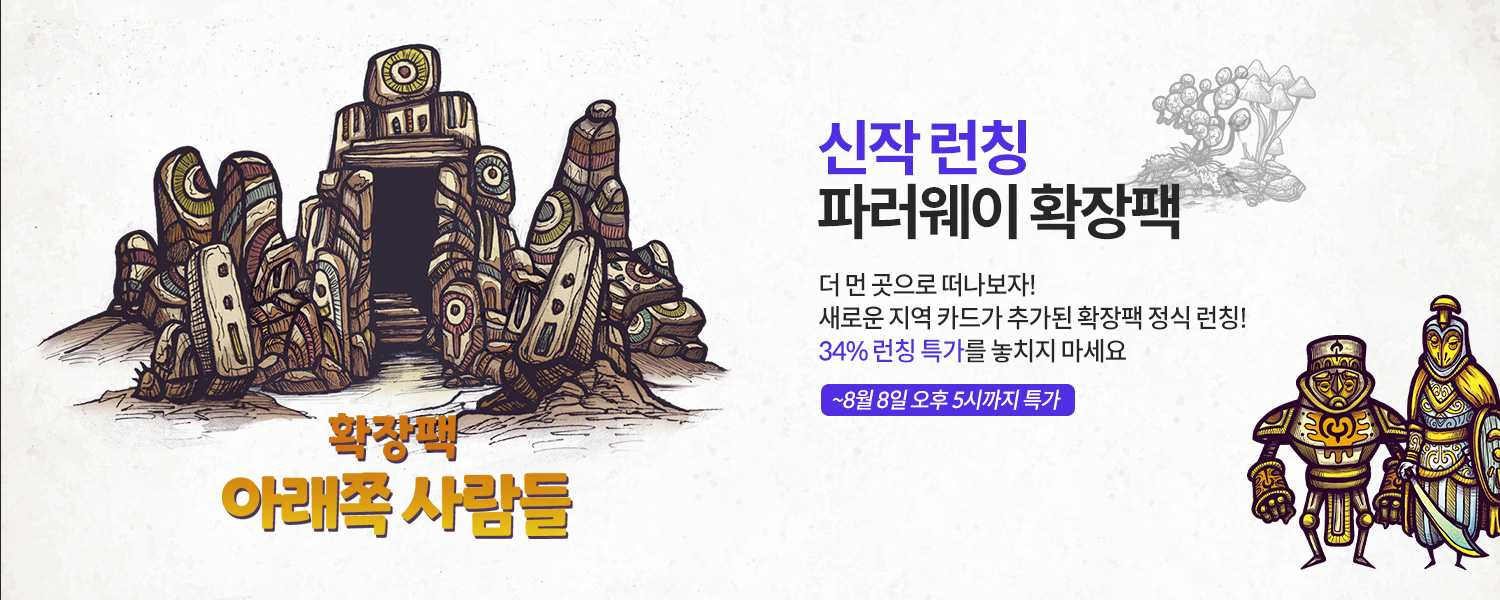 확장팩
아래쪽 사람들
신작 런칭
파러웨이 확장팩
더 먼 곳으로 떠나보자!
새로운 지역 카드가 추가된 확장팩 정식 런칭!
34% 런칭 특가를 놓치지 마세요
~8월 8일 오후 5시까지 특가